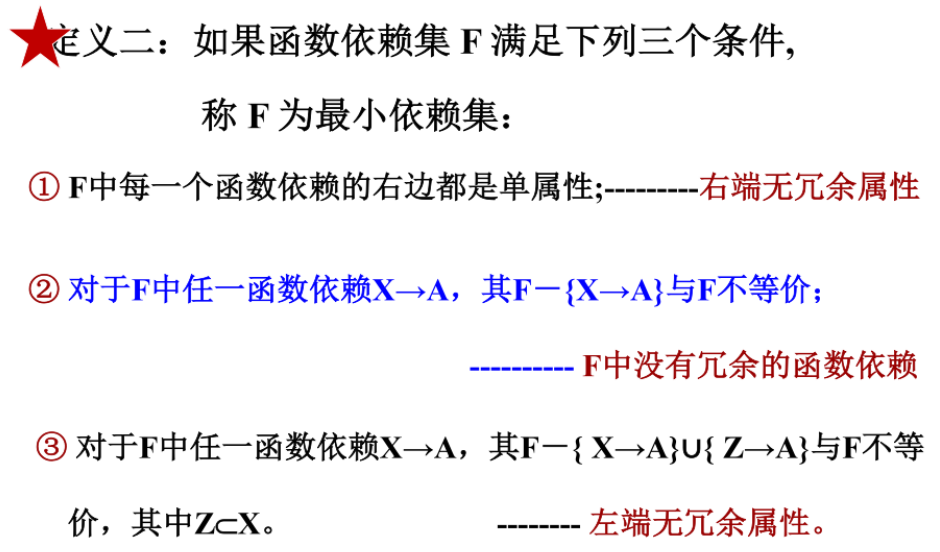 定义二：如果函数依赖集 F 满足下列三个条件,
称 F 为最小依赖集：
① F中每一个函数依赖的右边都是单属性;---------右端无冗余属性
② 对于F中任一函数依赖X→A，其F－{X→A}与F不等价；
---------- F中没有冗余的函数依赖
③ 对于F中任一函数依赖X→A，其F－{ X→A}∪{ Z→A}与F不等
价，其中Z⊂X。 -------- 左端无冗余属性。